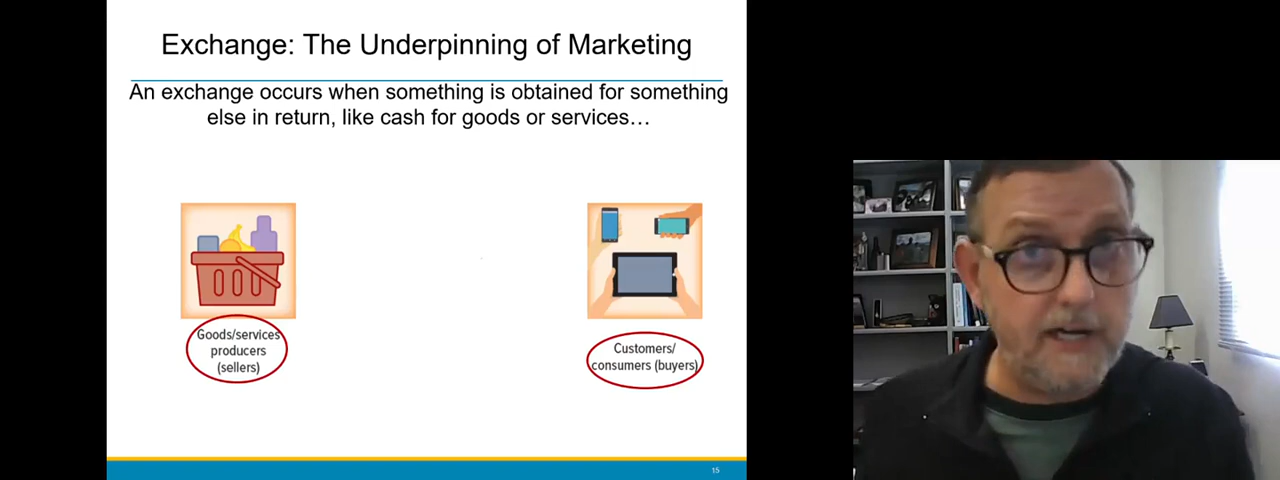 Exchange: The Underpinning of Marketing
An exchange occurs when something is obtained for something
else in return, like cash for goods or services…
Goods/services
producers
(sellers)
Customers/
consumers (buyers)
15